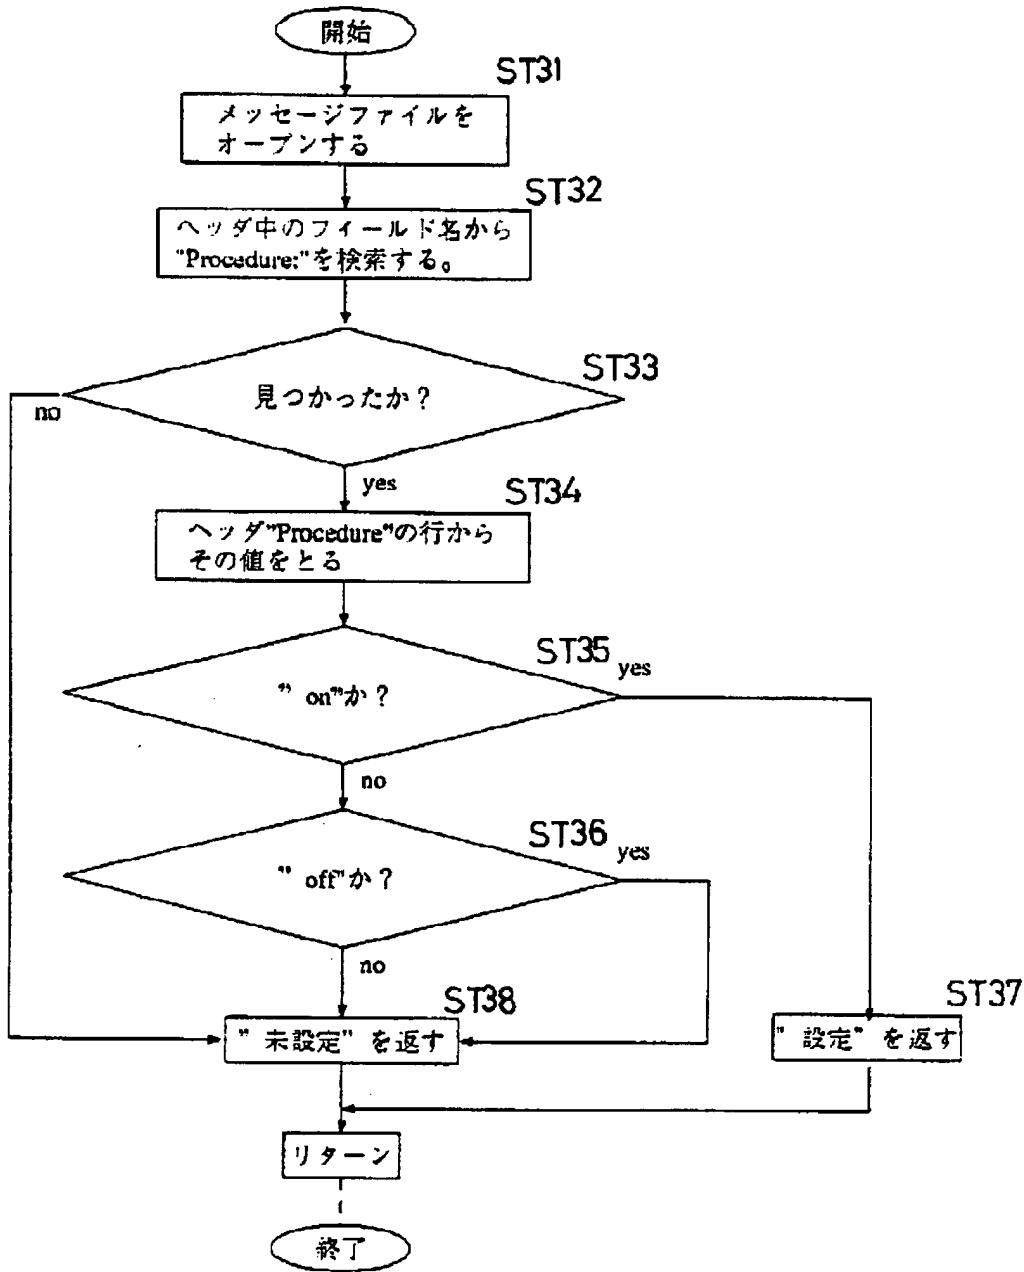 開始
ST31
メッセージファイルを
オープンする
ST32
ヘッダ中のフィールド名から
"Procedure:"を検索する。
ST33
見つかったか？
no
yes
ST34
ヘッダ"Procedure"の行から
その値をとる
ST35
yes
" on"か？
no
ST36
yes
" off"か？
no
ST38
" 未設定" を返す
ST37
" 設定" を返す
リターン
終了